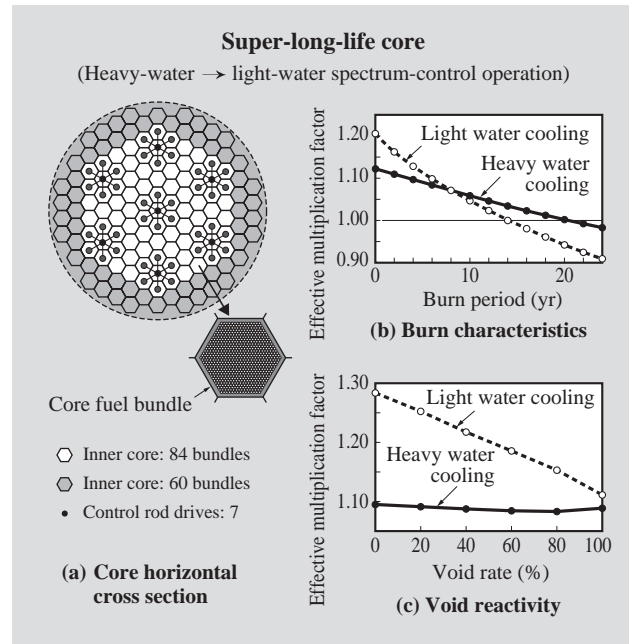 Super-long-life core
(Heavy-water → light-water spectrum-control operation)
Core fuel bundle
Inner core: 84 bundles
Inner core: 60 bundles
Control rod drives: 7
(a) Core horizontal
cross section
Effective multiplication factor
1.20
1.10
1.00
0.90
Light water cooling
Heavy water
cooling
0
10
20
Burn period (yr)
(b) Burn characteristics
Effective multiplication factor
1.30
1.20
1.10
Light water cooling
Heavy water
cooling
0
20
40
60
80
100
Void rate (%)
(c) Void reactivity